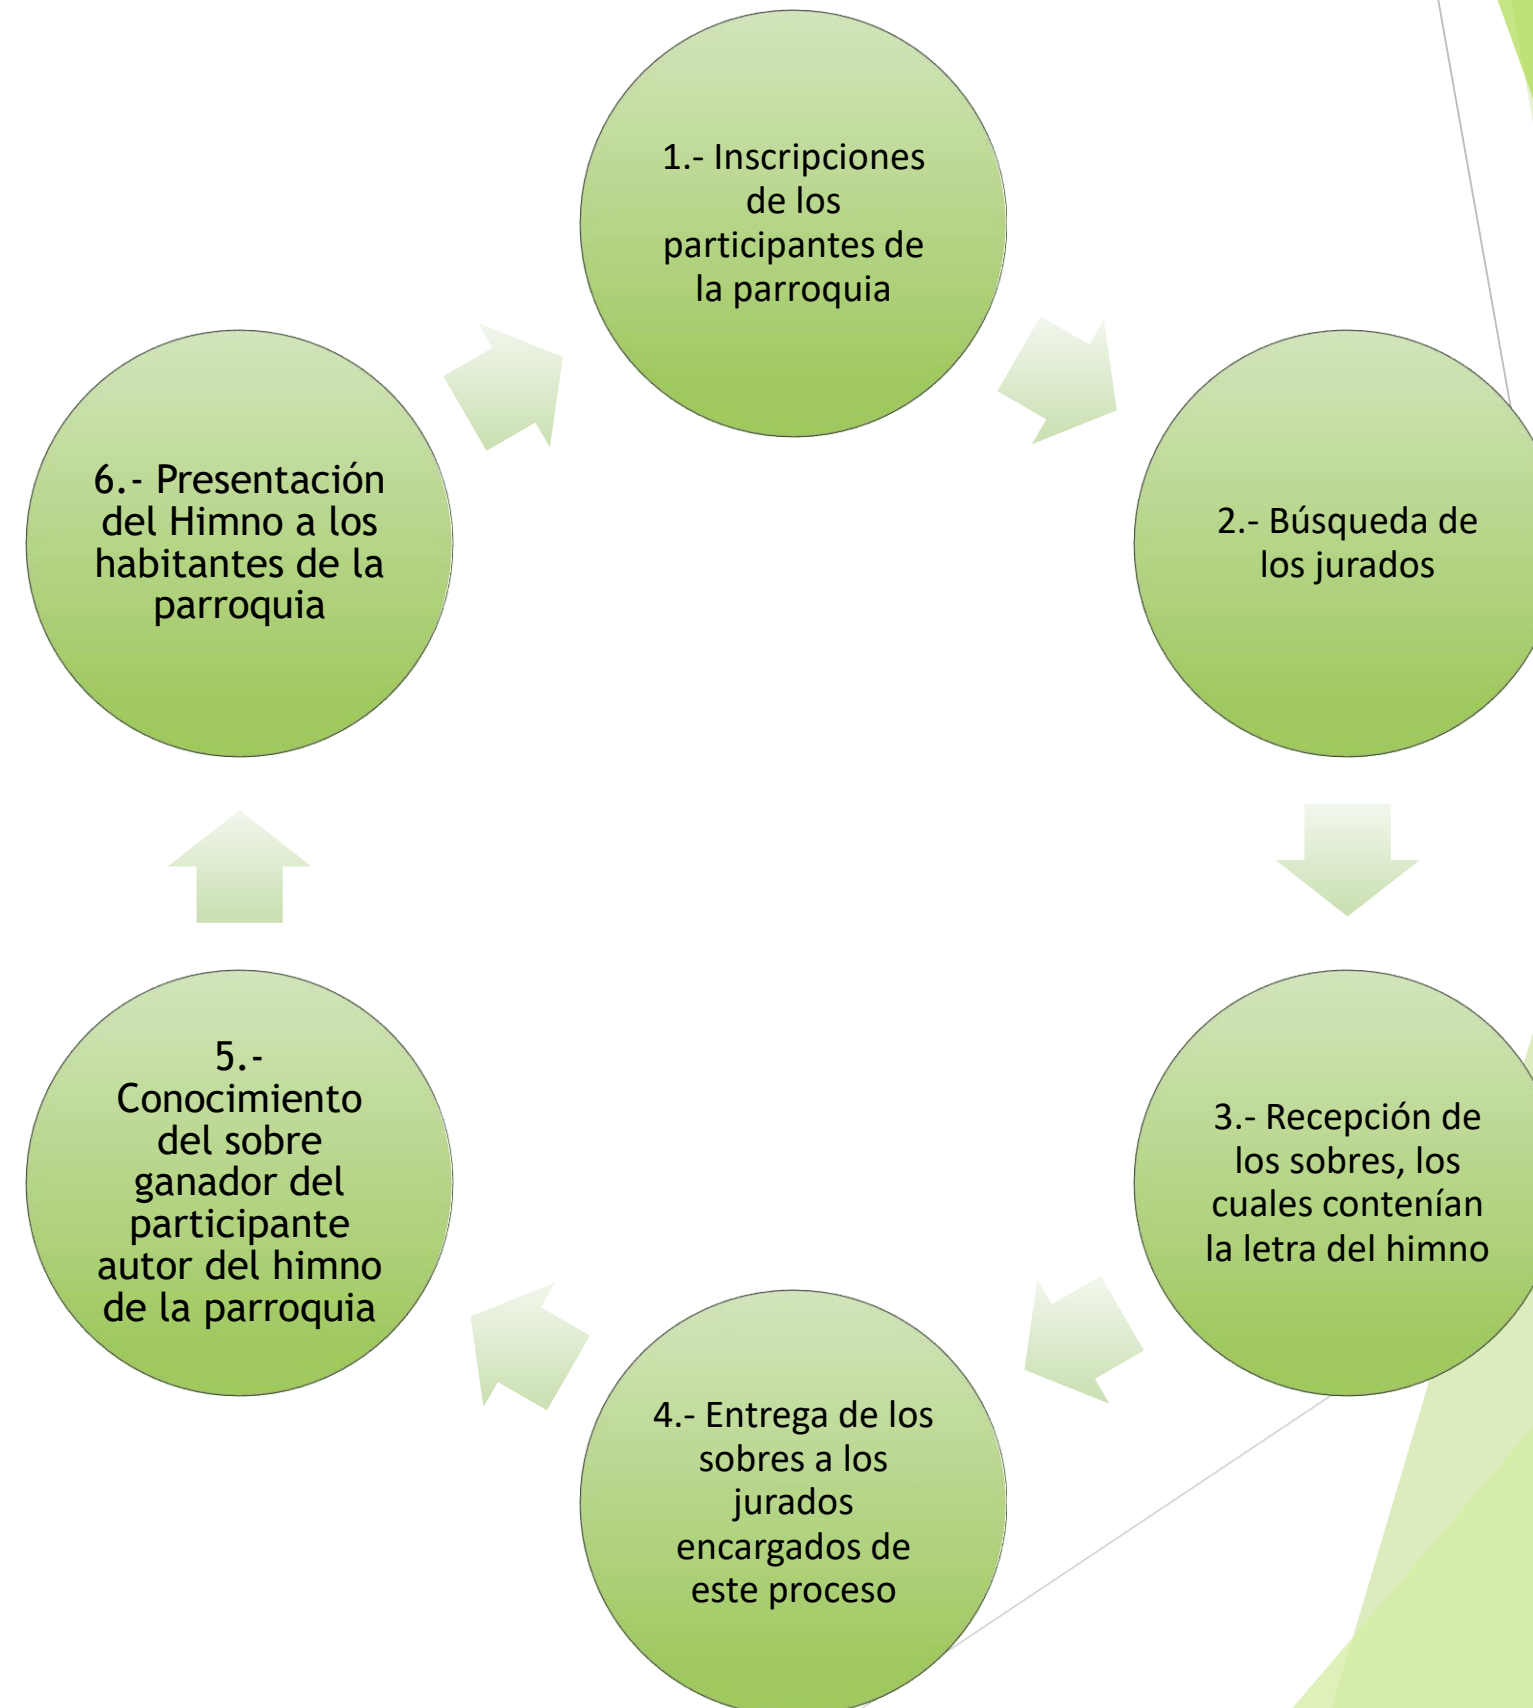 1.- Inscripciones
de los
participantes de
la parroquia
2.- Búsqueda de
los jurados
3.- Recepción de
los sobres, los
cuales contenían
la letra del himno
4.- Entrega de los
sobres a los
jurados
encargados de
este proceso
5.-
Conocimiento
del sobre
ganador del
participante
autor del himno
de la parroquia
6.- Presentación
del Himno a los
habitantes de la
parroquia